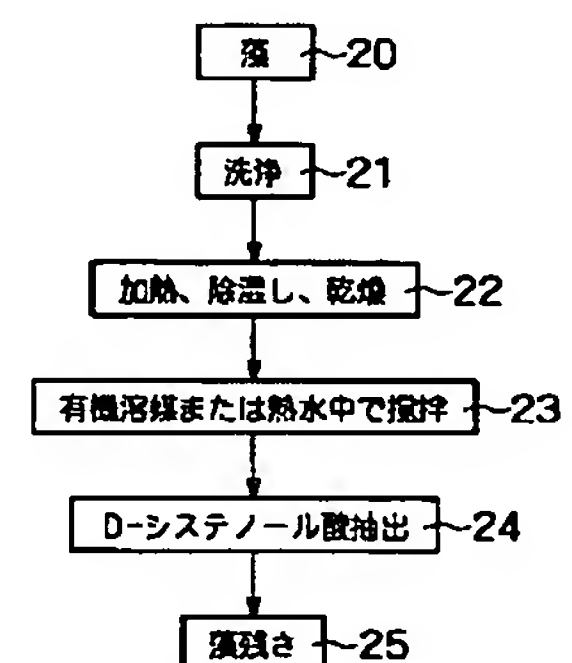 藻 20
洗浄 21
加熱、除湿し、乾燥 22
有機溶媒または熱水中で撹拌 23
D-システノール酸抽出 24
藻残さ 25